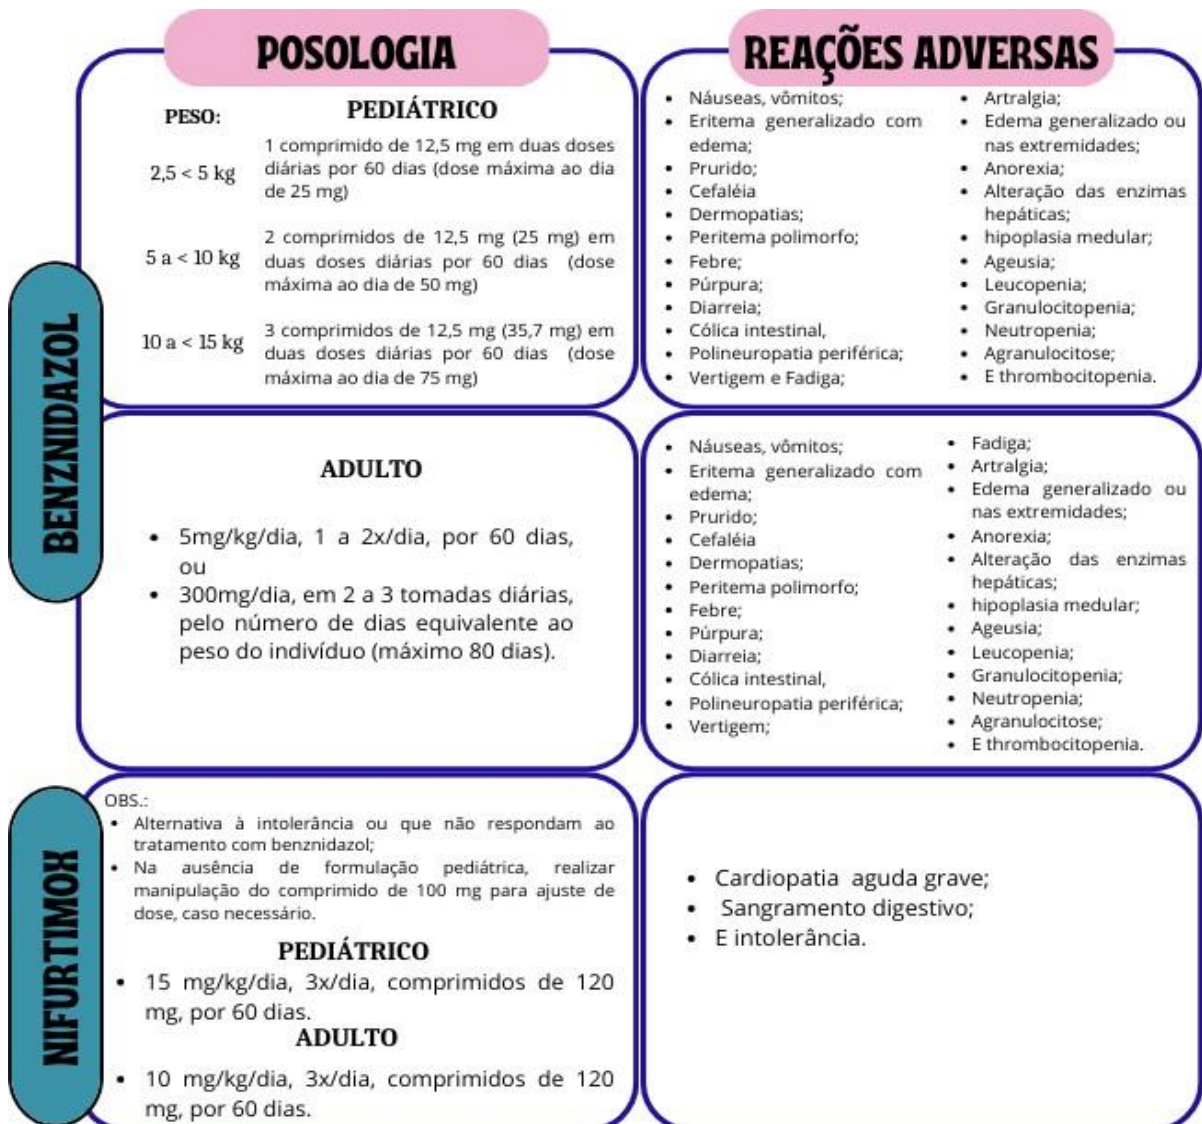 POSOLOGIA
REAÇÕES ADVERSAS
BENZNIDAZOL
PESO:
PEDIÁTRICO
2,5 < 5 kg
1 comprimido de 12,5 mg em duas doses
diárias por 60 dias (dose máxima ao dia
de 25 mg)
5 a < 10 kg
2 comprimidos de 12,5 mg (25 mg) em
duas doses diárias por 60 dias (dose
máxima ao dia de 50 mg)
10 a < 15 kg
3 comprimidos de 12,5 mg (35,7 mg) em
duas doses diárias por 60 dias (dose
máxima ao dia de 75 mg)
• Náuseas, vômitos;
• Eritema generalizado com
edema;
• Prurido;
• Cefaléia
• Dermopatias;
• Peritema polimorfo;
• Febre;
• Púrpura;
• Diarreia;
• Cólica intestinal,
• Polineuropatia periférica;
• Vertigem e Fadiga;
• Artralgia;
• Edema generalizado ou
nas extremidades;
• Anorexia;
• Alteração das enzimas
hepáticas;
• hipoplasia medular;
• Ageusia;
• Leucopenia;
• Granulocitopenia;
• Neutropenia;
• Agranulocitose;
• E thrombocitopenia.
ADULTO
• 5mg/kg/dia, 1 a 2x/dia, por 60 dias,
ou
• 300mg/dia, em 2 a 3 tomadas diárias,
pelo número de dias equivalente ao
peso do indivíduo (máximo 80 dias).
• Náuseas, vômitos;
• Eritema generalizado com
edema;
• Prurido;
• Cefaléia
• Dermopatias;
• Peritema polimorfo;
• Febre;
• Púrpura;
• Diarreia;
• Cólica intestinal,
• Polineuropatia periférica;
• Vertigem;
• Fadiga;
• Artralgia;
• Edema generalizado ou
nas extremidades;
• Anorexia;
• Alteração das enzimas
hepáticas;
• hipoplasia medular;
• Ageusia;
• Leucopenia;
• Granulocitopenia;
• Neutropenia;
• Agranulocitose;
• E thrombocitopenia.
NIFURTIMOX
OBS.:
• Alternativa à intolerância ou que não respondam ao
tratamento com benznidazol;
• Na ausência de formulação pediátrica, realizar
manipulação do comprimido de 100 mg para ajuste de
dose, caso necessário.
PEDIÁTRICO
• 15 mg/kg/dia, 3x/dia, comprimidos de 120
mg, por 60 dias.
ADULTO
• 10 mg/kg/dia, 3x/dia, comprimidos de 120
mg, por 60 dias.
• Cardiopatia aguda grave;
• Sangramento digestivo;
• E intolerância.